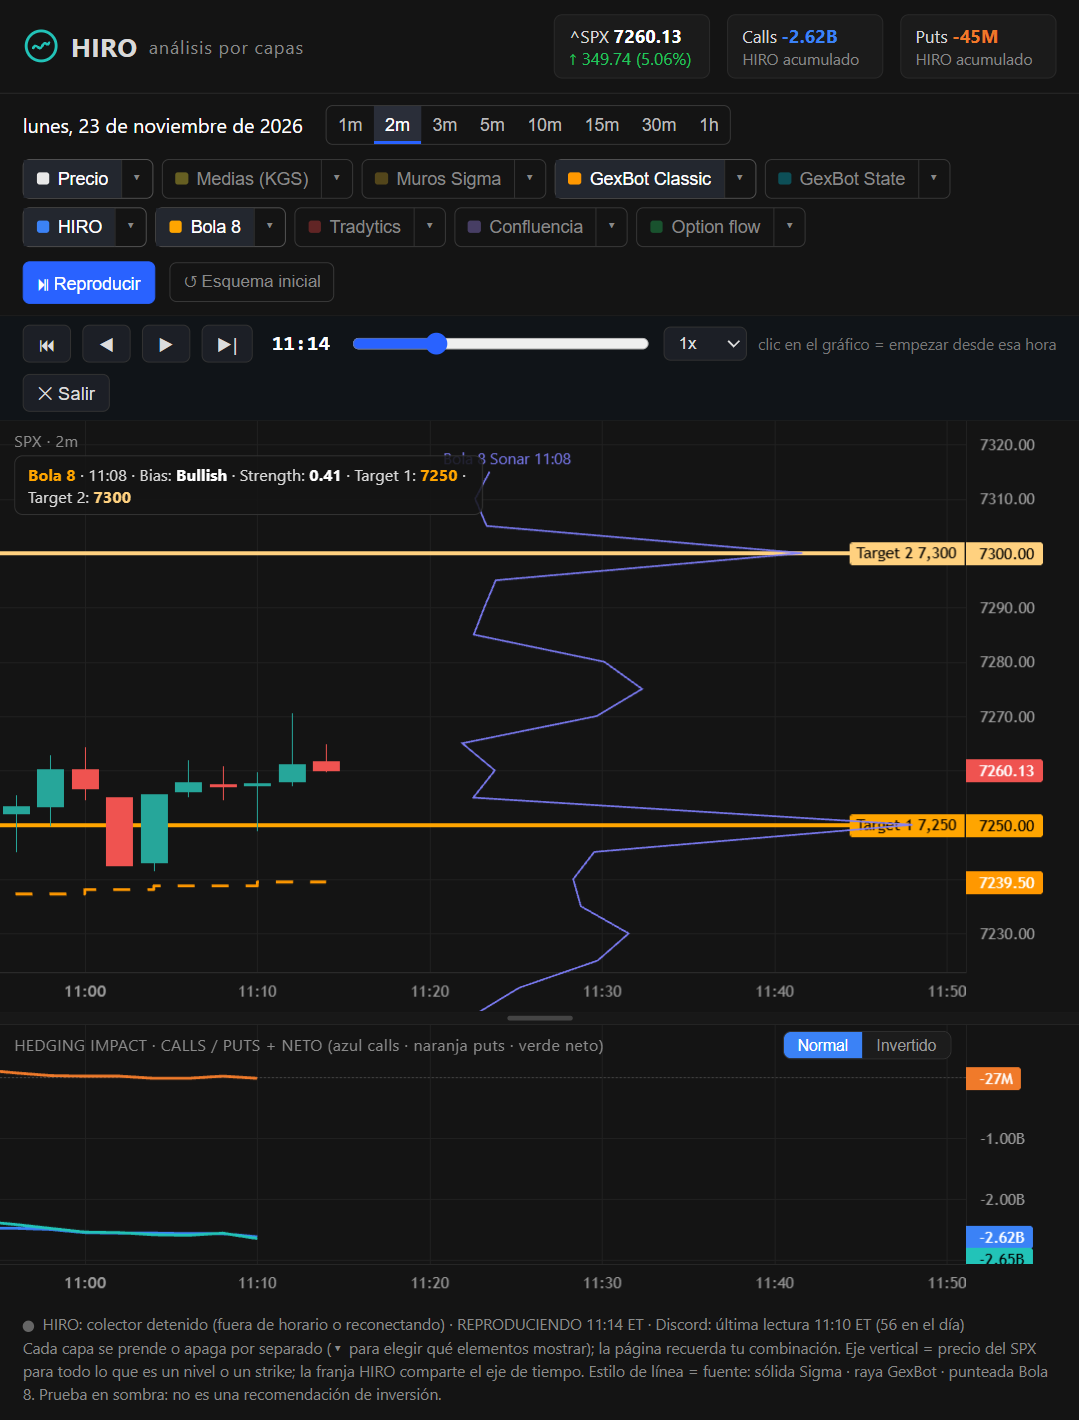 HIRO análisis por capas
^SPX 7260.13
↑ 349.74 (5.06%)
Calls -2.62B
HIRO acumulado
Puts -45M
HIRO acumulado
lunes, 23 de noviembre de 2026
1m 2m 3m 5m 10m 15m 30m 1h
Precio ▾ Medias (KGS) ▾ Muros Sigma ▾ GexBot Classic ▾ GexBot State ▾
HIRO ▾ Bola 8 ▾ Tradytics ▾ Confluencia ▾ Option flow ▾
⏯ Reproducir ↺ Esquema inicial
⏮ ◀ ▶ ▶| 11:14 1x clic en el gráfico = empezar desde esa hora
✕ Salir
SPX · 2m
Bola 8 Sonar 11:08
Bola 8 · 11:08 · Bias: Bullish · Strength: 0.41 · Target 1: 7250 ·
Target 2: 7300
7320.00
7310.00
Target 2 7,300 7300.00
7290.00
7280.00
7270.00
7260.13
Target 1 7,250 7250.00
7239.50
7230.00
11:00 11:10 11:20 11:30 11:40 11:50
HEDGING IMPACT · CALLS / PUTS + NETO (azul calls · naranja puts · verde neto)
Normal Invertido
-27M
-1.00B
-2.00B
-2.62B
-2.65B
11:00 11:10 11:20 11:30 11:40 11:50
HIRO: colector detenido (fuera de horario o reconectando) · REPRODUCIENDO 11:14 ET · Discord: última lectura 11:10 ET (56 en el día)
Cada capa se prende o apaga por separado (▾ para elegir qué elementos mostrar); la página recuerda tu combinación. Eje vertical = precio del SPX
para todo lo que es un nivel o un strike; la franja HIRO comparte el eje de tiempo. Estilo de línea = fuente: sólida Sigma · raya GexBot · punteada Bola
8. Prueba en sombra: no es una recomendación de inversión.